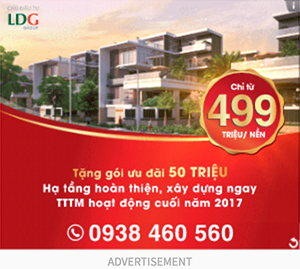 CHỦ ĐẦU TƯ
LDG
GROUP
Chỉ từ
499
TRIỆU/ NỀN
Tặng gói ưu đãi 50 TRIỆU
Hạ tầng hoàn thiện, xây dựng ngay
TTTM hoạt động cuối năm 2017
0938 460 560
ADVERTISEMENT